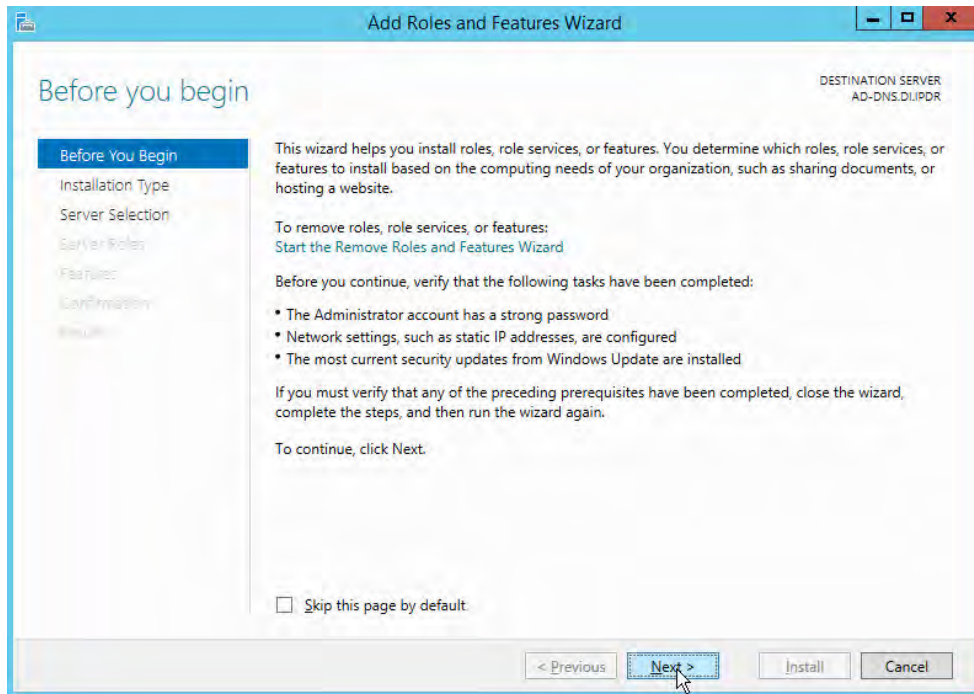 Add Roles and Features Wizard
Before you begin
DESTINATION SERVER
AD-DNS.DI.IPDR
Before You Begin
Installation Type
Server Selection
Server Roles
Features
Confirmation
Results
This wizard helps you install roles, role services, or features. You determine which roles, role services, or
features to install based on the computing needs of your organization, such as sharing documents, or
hosting a website.
To remove roles, role services, or features:
Start the Remove Roles and Features Wizard
Before you continue, verify that the following tasks have been completed:
• The Administrator account has a strong password
• Network settings, such as static IP addresses, are configured
• The most current security updates from Windows Update are installed
If you must verify that any of the preceding prerequisites have been completed, close the wizard,
complete the steps, and then run the wizard again.
To continue, click Next.
Skip this page by default
< Previous
Next >
Install
Cancel